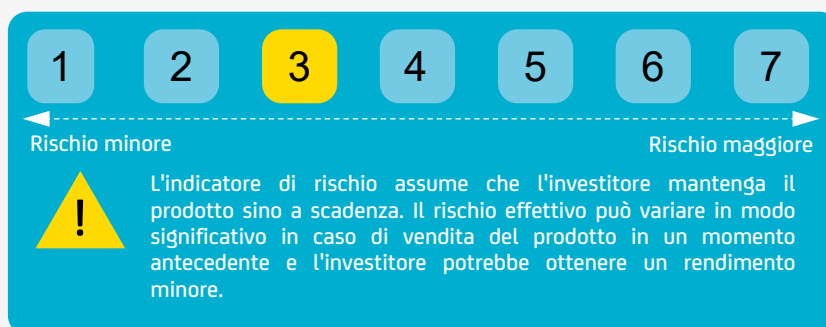 1 2 3 4 5 6 7
Rischio minore Rischio maggiore
!
L'indicatore di rischio assume che l'investitore mantenga il
prodotto sino a scadenza. Il rischio effettivo può variare in modo
significativo in caso di vendita del prodotto in un momento
antecedente e l'investitore potrebbe ottenere un rendimento
minore.